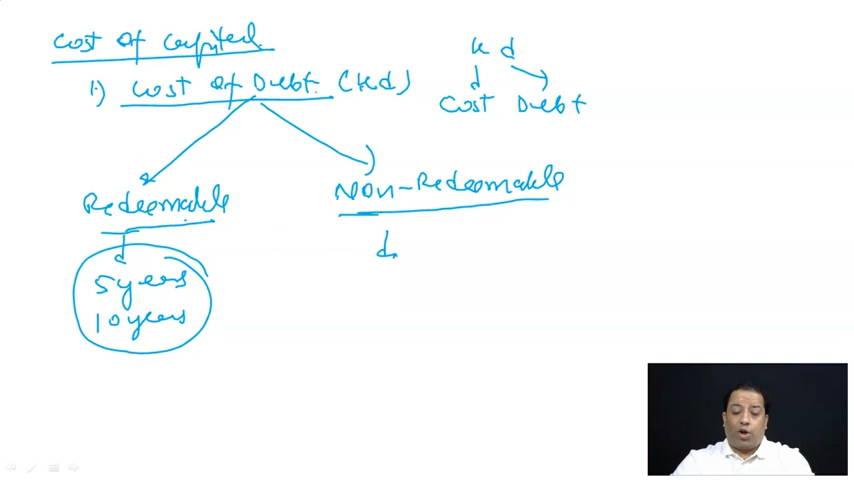 Cost of Capital
1.) Cost of Debt (Kd)
K d
Cost Debt
Redeemable
Non-Redeemable
5 years
10 years